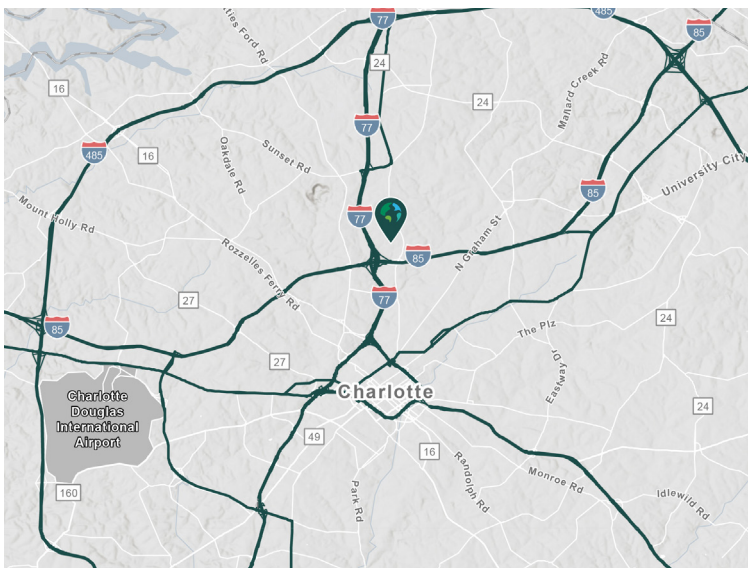 77
485
85
tties Ford Rd
24
16
24
Mallard Creek Rd
77
485
16
Oakdale Rd
Sunset Rd
University City
85
Mount Holly Rd
77
N Graham St
85
Rozzelles Ferry Rd
77
27
85
The Plz
24
27
Eastway Dr
Charlotte
Charlotte
Douglas
International
Airport
24
49
16
Randolph Rd
Monroe Rd
160
Park Rd
Idlewild Rd